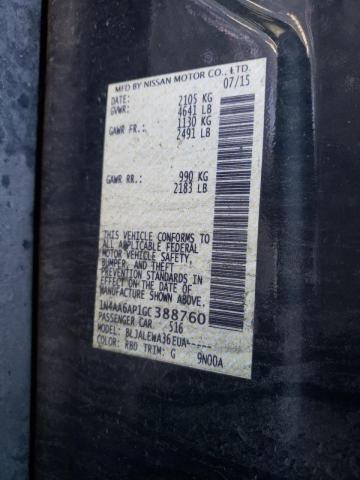 MFD BY NISSAN MOTOR CO., LTD.
07/15
DATE: 2105 KG
GVWR: 4641 LB
1130 KG
GAWR FR.: 2491 LB
990 KG
GAWR RR.: 2183 LB
THIS VEHICLE CONFORMS TO
ALL APPLICABLE FEDERAL
MOTOR VEHICLE SAFETY,
BUMPER, AND THEFT
PREVENTION STANDARDS IN
EFFECT ON THE DATE OF
MANUFACTURE SHOWN ABOVE.
1N4AA6AP1GC388760
PASSENGER CAR 516
MODEL: BLJALEWA36EUA-----
COLOR: RBD TRIM: G 9N00A